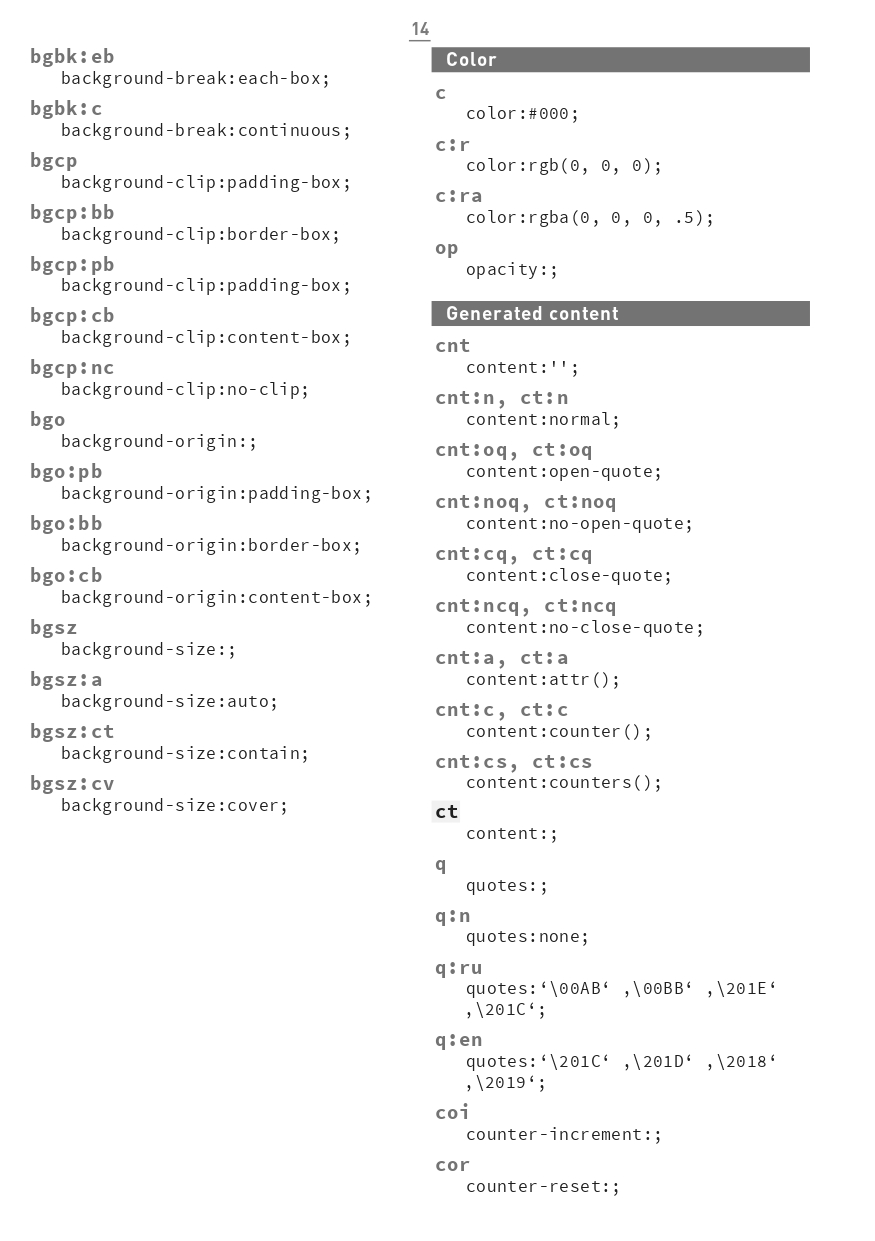 14
bgbk:eb
background-break:each-box;
bgbk:c
background-break:continuous;
bgcp
background-clip:padding-box;
bgcp:bb
background-clip:border-box;
bgcp:pb
background-clip:padding-box;
bgcp:cb
background-clip:content-box;
bgcp:nc
background-clip:no-clip;
bgo
background-origin:;
bgo:pb
background-origin:padding-box;
bgo:bb
background-origin:border-box;
bgo:cb
background-origin:content-box;
bgsz
background-size:;
bgsz:a
background-size:auto;
bgsz:ct
background-size:contain;
bgsz:cv
background-size:cover;
Color
c
color:#000;
c:r
color:rgb(0, 0, 0);
c:ra
color:rgba(0, 0, 0, .5);
op
opacity:;
Generated content
cnt
content:'';
cnt:n, ct:n
content:normal;
cnt:oq, ct:oq
content:open-quote;
cnt:noq, ct:noq
content:no-open-quote;
cnt:cq, ct:cq
content:close-quote;
cnt:ncq, ct:ncq
content:no-close-quote;
cnt:a, ct:a
content:attr();
cnt:c, ct:c
content:counter();
cnt:cs, ct:cs
content:counters();
ct
content:;
q
quotes:;
q:n
quotes:none;
q:ru
quotes:‘\00AB‘ ,\00BB‘ ,\201E‘
,\201C‘;
q:en
quotes:‘\201C‘ ,\201D‘ ,\2018‘
,\2019‘;
coi
counter-increment:;
cor
counter-reset:;